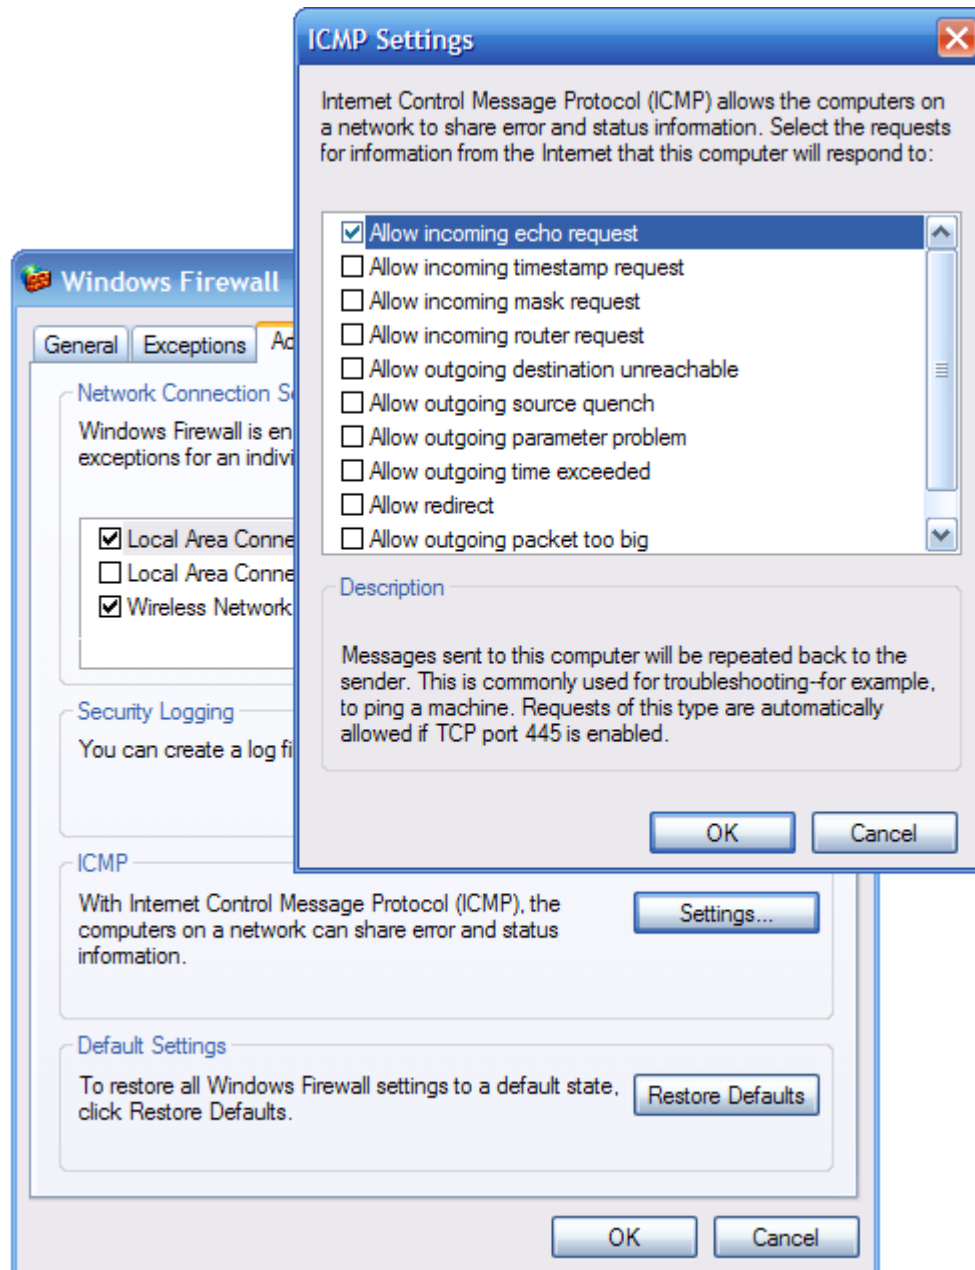 ICMP Settings
Internet Control Message Protocol (ICMP) allows the computers on
a network to share error and status information. Select the requests
for information from the Internet that this computer will respond to:
Allow incoming echo request
Allow incoming timestamp request
Allow incoming mask request
Allow incoming router request
Allow outgoing destination unreachable
Allow outgoing source quench
Allow outgoing parameter problem
Allow outgoing time exceeded
Allow redirect
Allow outgoing packet too big
Description
Messages sent to this computer will be repeated back to the
sender. This is commonly used for troubleshooting--for example,
to ping a machine. Requests of this type are automatically
allowed if TCP port 445 is enabled.
OK Cancel
Windows Firewall
General Exceptions Ad
Network Connection S
Windows Firewall is en
exceptions for an indivi
Local Area Conne
Local Area Conne
Wireless Network
Security Logging
You can create a log fi
ICMP
With Internet Control Message Protocol (ICMP), the
computers on a network can share error and status
information.
Settings...
Default Settings
To restore all Windows Firewall settings to a default state,
click Restore Defaults.
Restore Defaults
OK Cancel